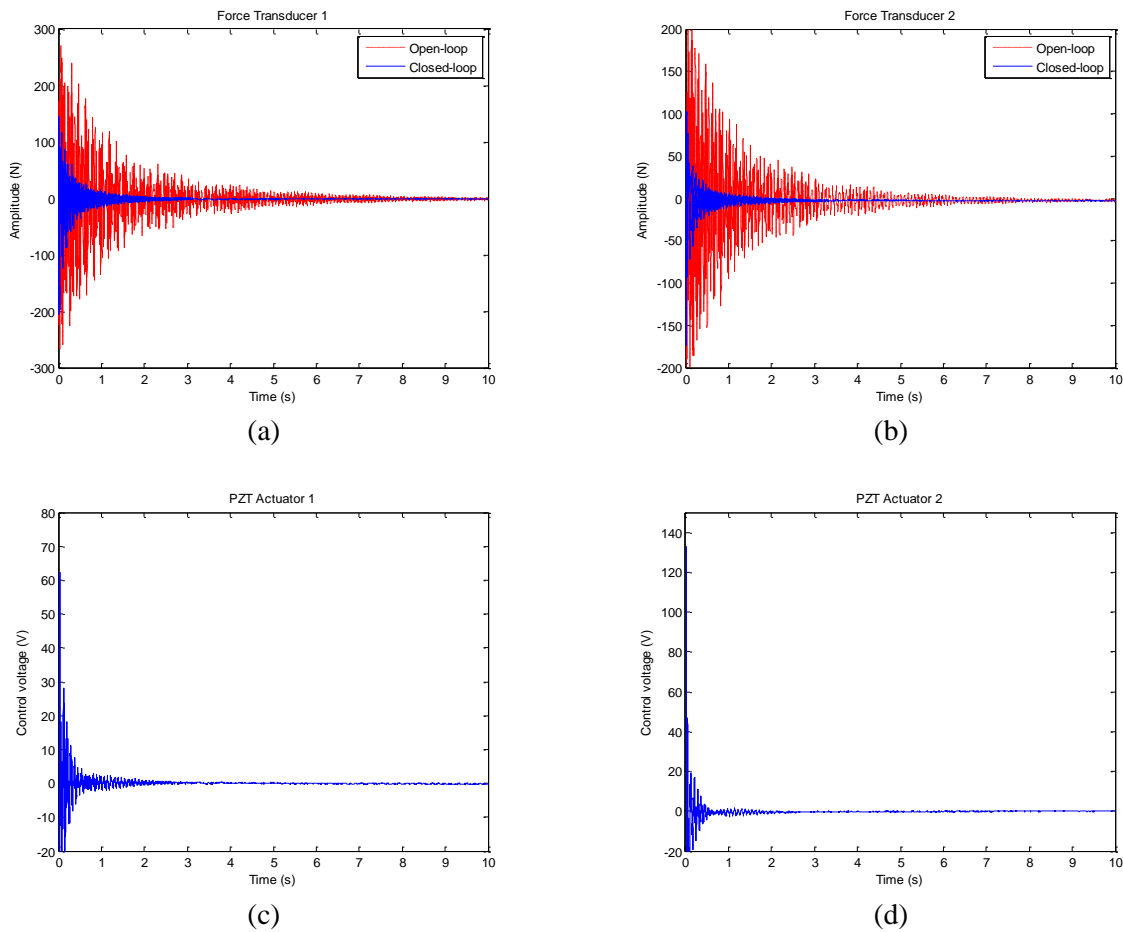 Force Transducer 1
300
200
100
0
-100
-200
-300
Amplitude (N)
Open-loop
Closed-loop
0 1 2 3 4 5 6 7 8 9 10
Time (s)
(a)
Force Transducer 2
200
150
100
50
0
-50
-100
-150
-200
Amplitude (N)
Open-loop
Closed-loop
0 1 2 3 4 5 6 7 8 9 10
Time (s)
(b)
PZT Actuator 1
80
70
60
50
40
30
20
10
0
-10
-20
Control voltage (V)
0 1 2 3 4 5 6 7 8 9 10
Time (s)
(c)
PZT Actuator 2
140
120
100
80
60
40
20
0
-20
Control voltage (V)
0 1 2 3 4 5 6 7 8 9 10
Time (s)
(d)